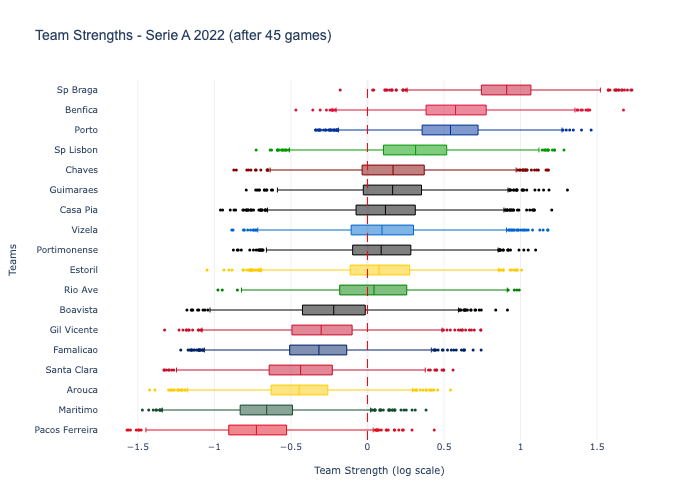 Team Strengths - Serie A 2022 (after 45 games)
Sp Braga
Benfica
Porto
Sp Lisbon
Chaves
Guimaraes
Casa Pia
Vizela
Portimonense
Estoril
Rio Ave
Boavista
Gil Vicente
Famalicao
Santa Clara
Arouca
Maritimo
Pacos Ferreira
Teams
−1.5 −1 −0.5 0 0.5 1 1.5
Team Strength (log scale)